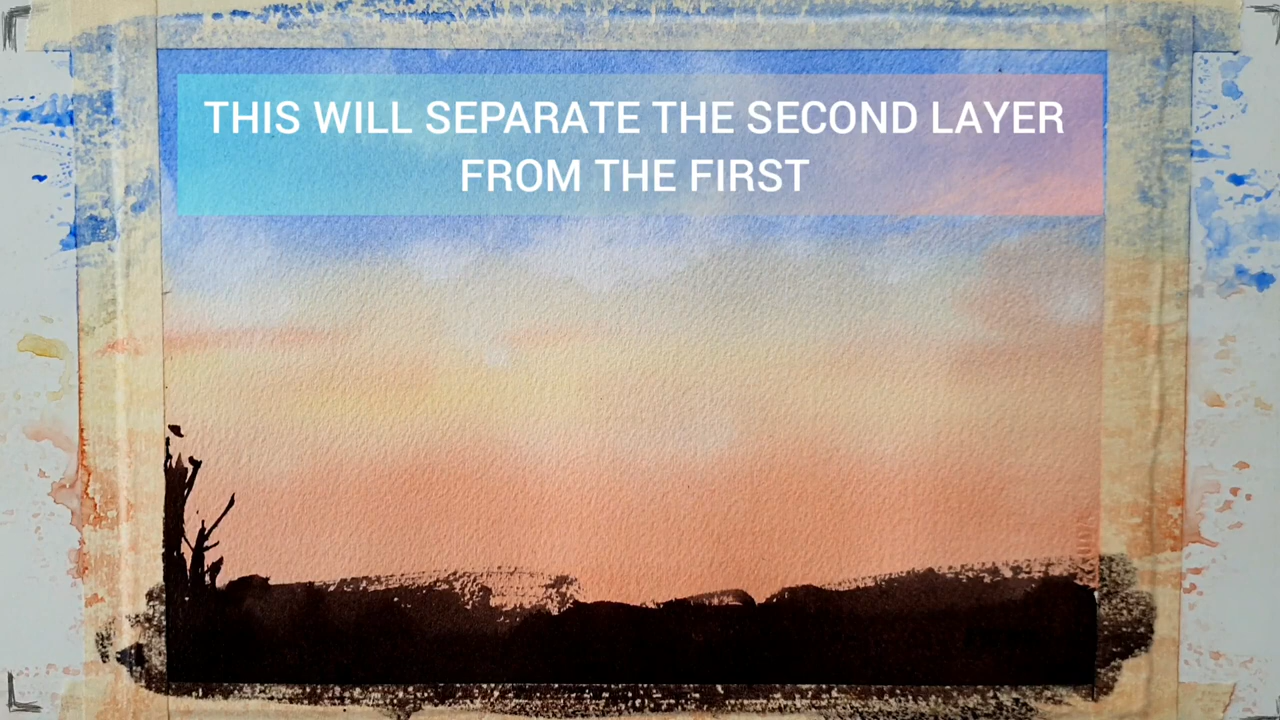 THIS WILL SEPARATE THE SECOND LAYER
FROM THE FIRST